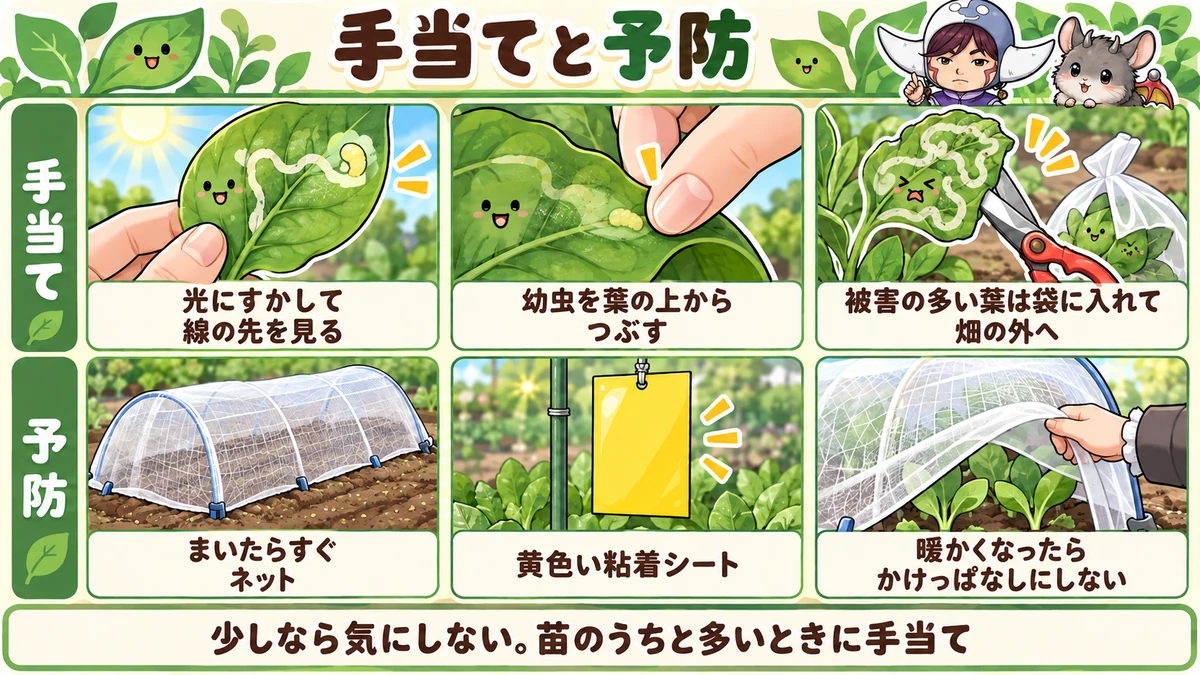 手当てと予防
手当て
光にすかして
線の先を見る
幼虫を葉の上から
つぶす
被害の多い葉は袋に入れて
畑の外へ
予防
まいたらすぐ
ネット
黄色い粘着シート
暖かくなったら
かけっぱなしにしない
少しなら気にしない。苗のうちと多いときに手当て